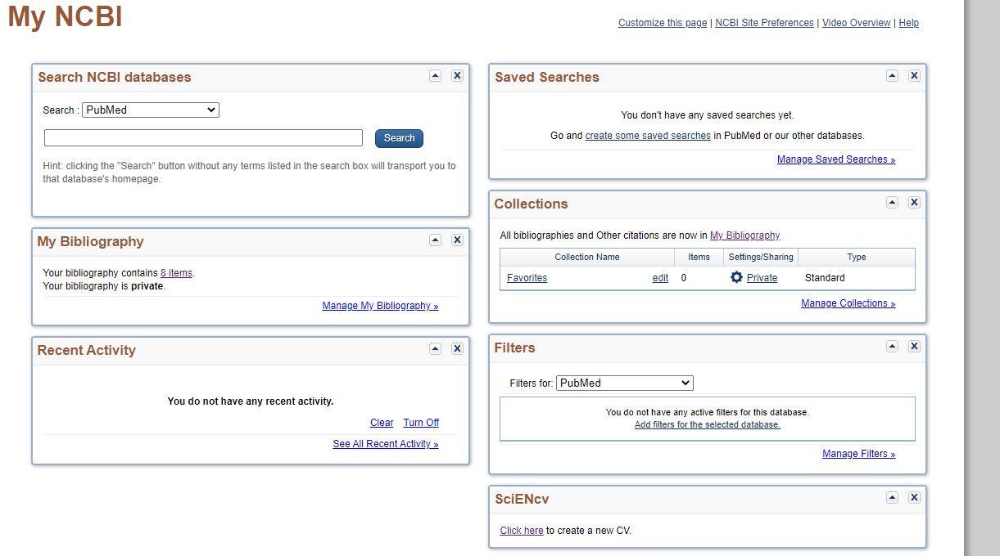 My NCBI
Customize this page | NCBI Site Preferences | Video Overview | Help
Search NCBI databases
Search : PubMed
Search
Hint: clicking the "Search" button without any terms listed in the search box will transport you to
that database's homepage.
My Bibliography
Your bibliography contains 8 items.
Your bibliography is private.
Manage My Bibliography »
Recent Activity
You do not have any recent activity.
Clear Turn Off
See All Recent Activity »
Saved Searches
You don't have any saved searches yet.
Go and create some saved searches in PubMed or our other databases.
Manage Saved Searches »
Collections
All bibliographies and Other citations are now in My Bibliography
Collection Name Items Settings/Sharing Type
Favorites edit 0 Private Standard
Manage Collections »
Filters
Filters for: PubMed
You do not have any active filters for this database.
Add filters for the selected database.
Manage Filters »
SciENcv
Click here to create a new CV.